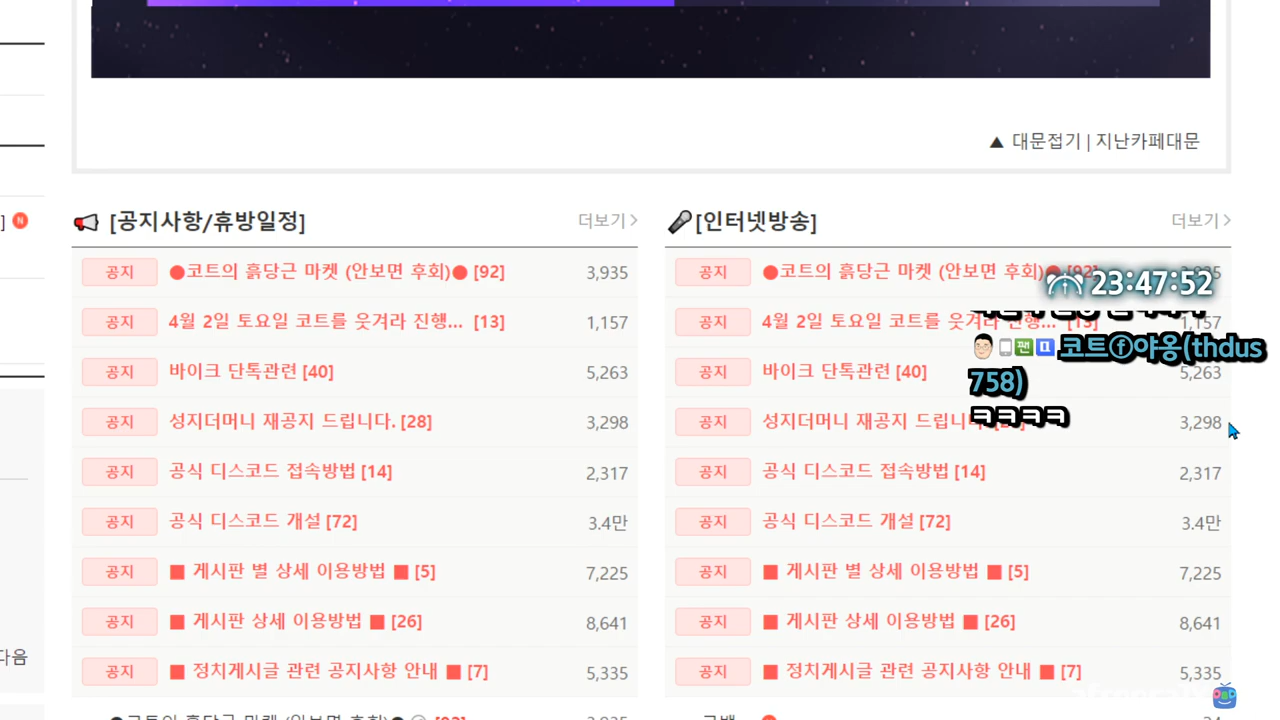 ▲ 대문접기 | 지난카페대문
] N
[공지사항/휴방일정] 더보기 >
공지 ●코트의 흙당근 마켓 (안보면 후회)● [92] 3,935
공지 4월 2일 토요일 코트를 웃겨라 진행... [13] 1,157
공지 바이크 단톡관련 [40] 5,263
공지 성지더머니 재공지 드립니다. [28] 3,298
공지 공식 디스코드 접속방법 [14] 2,317
공지 공식 디스코드 개설 [72] 3.4만
공지 ■ 게시판 별 상세 이용방법 ■ [5] 7,225
공지 ■ 게시판 상세 이용방법 ■ [26] 8,641
공지 ■ 정치게시글 관련 공지사항 안내 ■ [7] 5,335
다음
[인터넷방송] 더보기 >
공지 ●코트의 흙당근 마켓 (안보면 후회)● [92]
공지 4월 2일 토요일 코트를 웃겨라 진행... [13] 1,157
공지 바이크 단톡관련 [40] 5,263
공지 성지더머니 재공지 드립니다 3,298
공지 공식 디스코드 접속방법 [14] 2,317
공지 공식 디스코드 개설 [72] 3.4만
공지 ■ 게시판 별 상세 이용방법 ■ [5] 7,225
공지 ■ 게시판 상세 이용방법 ■ [26] 8,641
공지 ■ 정치게시글 관련 공지사항 안내 ■ [7] 5,335
23:47:52
팬 코트ⓕ야옹(thdus
758)
ㅋㅋㅋㅋ